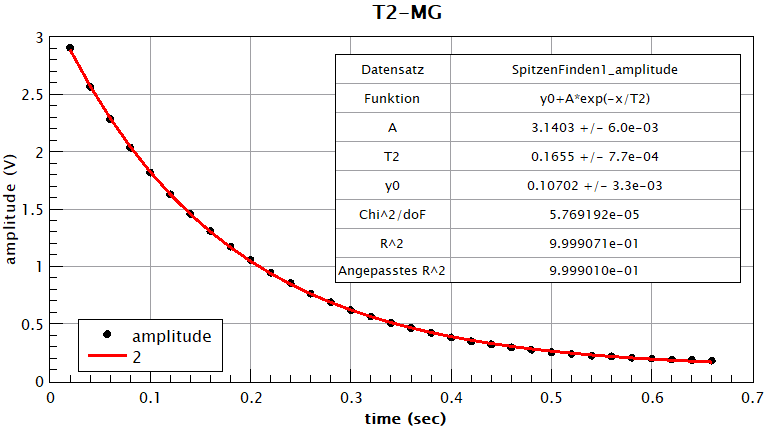 T2-MG
3
2.5
2
1.5
1
0.5
0
amplitude (V)
Datensatz SpitzenFinden1_amplitude
Funktion y0+A*exp(-x/T2)
A 3.1403 +/- 6.0e-03
T2 0.1655 +/- 7.7e-04
y0 0.10702 +/- 3.3e-03
Chi^2/doF 5.769192e-05
R^2 9.999071e-01
Angepasstes R^2 9.999010e-01
amplitude
2
0 0.1 0.2 0.3 0.4 0.5 0.6 0.7
time (sec)